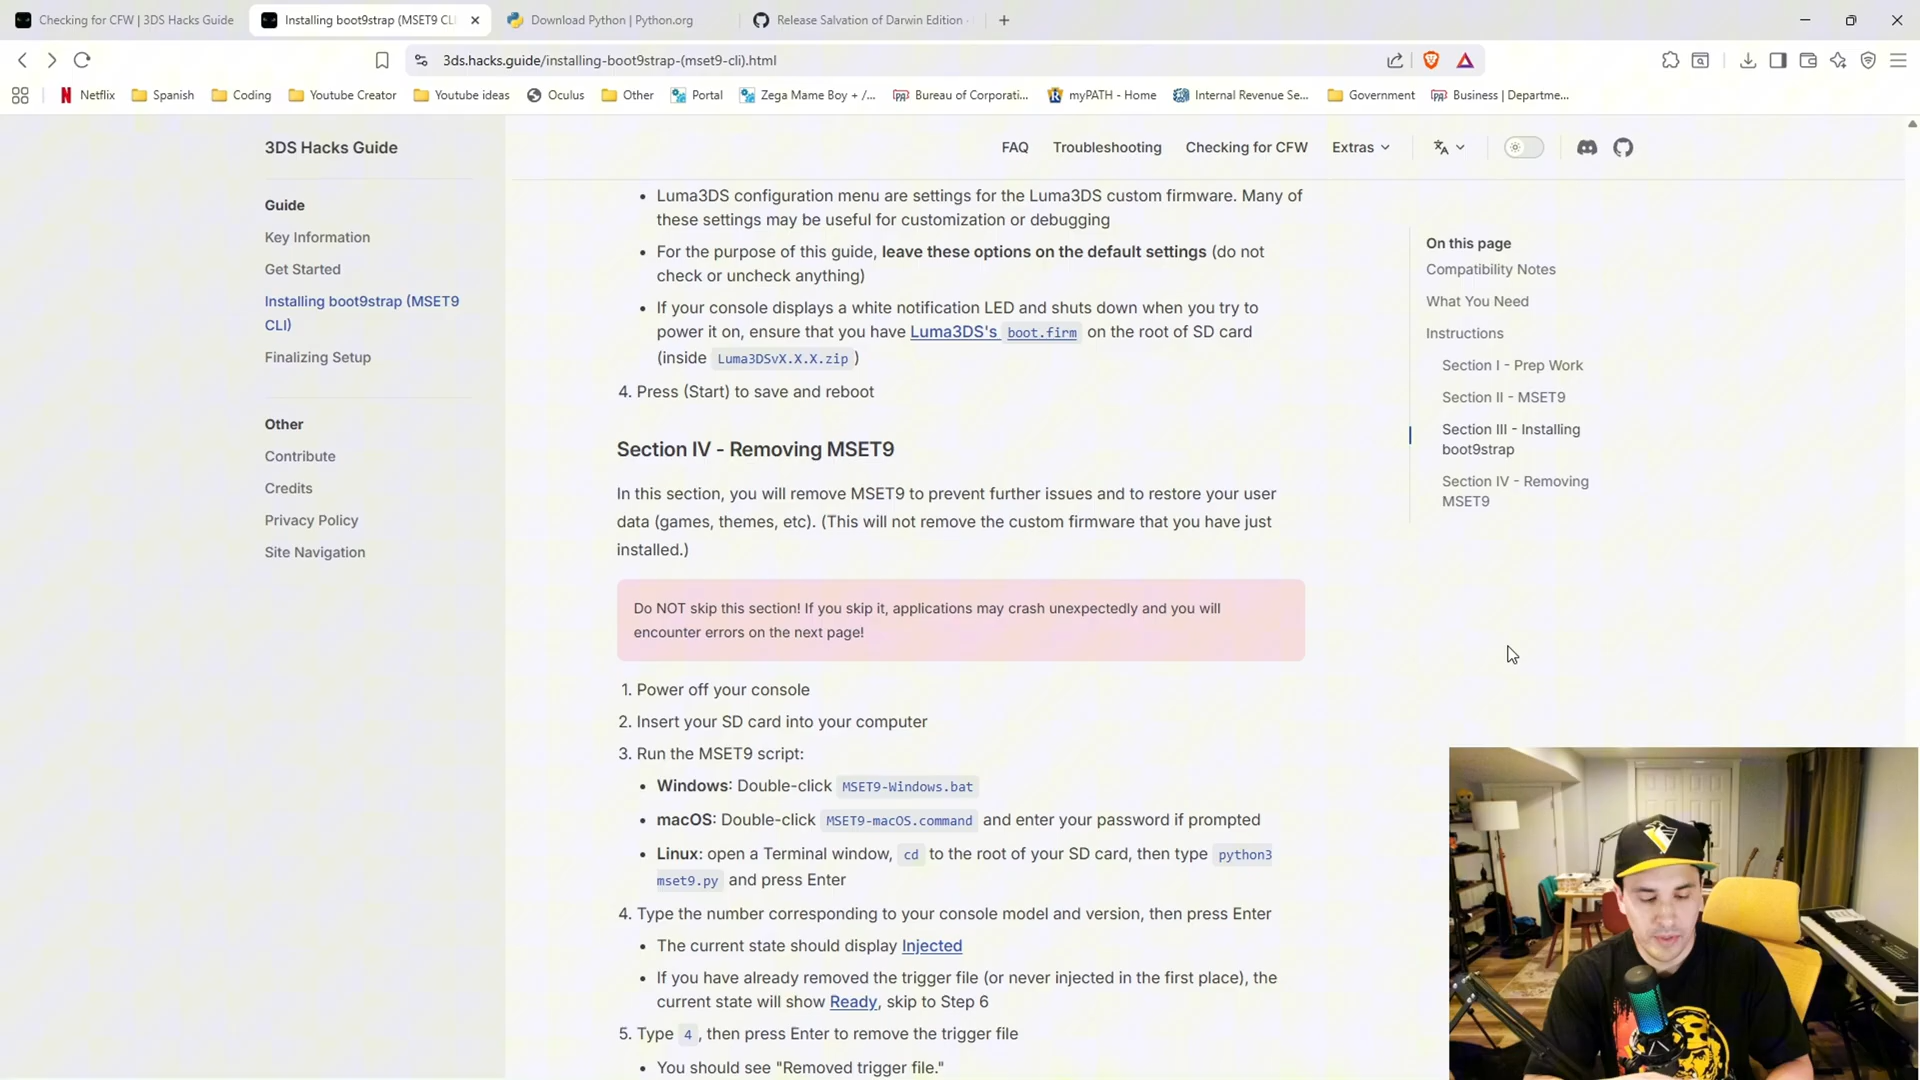 Checking for CFW | 3DS Hacks Guide
Installing boot9strap (MSET9 CLI
Download Python | Python.org
Release Salvation of Darwin Edition ·
3ds.hacks.guide/installing-boot9strap-(mset9-cli).html
Netflix
Spanish
Coding
Youtube Creator
Youtube ideas
Oculus
Other
Portal
Zega Mame Boy + /...
Bureau of Corporati...
myPATH - Home
Internal Revenue Se...
Government
Business | Departme...
3DS Hacks Guide
FAQ
Troubleshooting
Checking for CFW
Extras
Guide
Key Information
Get Started
Installing boot9strap (MSET9
CLI)
Finalizing Setup
Other
Contribute
Credits
Privacy Policy
Site Navigation
• Luma3DS configuration menu are settings for the Luma3DS custom firmware. Many of
these settings may be useful for customization or debugging
• For the purpose of this guide, leave these options on the default settings (do not
check or uncheck anything)
• If your console displays a white notification LED and shuts down when you try to
power it on, ensure that you have Luma3DS's boot.firm on the root of SD card
(inside Luma3DSvX.X.X.zip )
4. Press (Start) to save and reboot
Section IV - Removing MSET9
In this section, you will remove MSET9 to prevent further issues and to restore your user
data (games, themes, etc). (This will not remove the custom firmware that you have just
installed.)
Do NOT skip this section! If you skip it, applications may crash unexpectedly and you will
encounter errors on the next page!
1. Power off your console
2. Insert your SD card into your computer
3. Run the MSET9 script:
• Windows: Double-click MSET9-Windows.bat
• macOS: Double-click MSET9-macOS.command and enter your password if prompted
• Linux: open a Terminal window, cd to the root of your SD card, then type python3
mset9.py and press Enter
4. Type the number corresponding to your console model and version, then press Enter
• The current state should display Injected
• If you have already removed the trigger file (or never injected in the first place), the
current state will show Ready, skip to Step 6
5. Type 4 , then press Enter to remove the trigger file
• You should see "Removed trigger file."
On this page
Compatibility Notes
What You Need
Instructions
Section I - Prep Work
Section II - MSET9
Section III - Installing
boot9strap
Section IV - Removing
MSET9